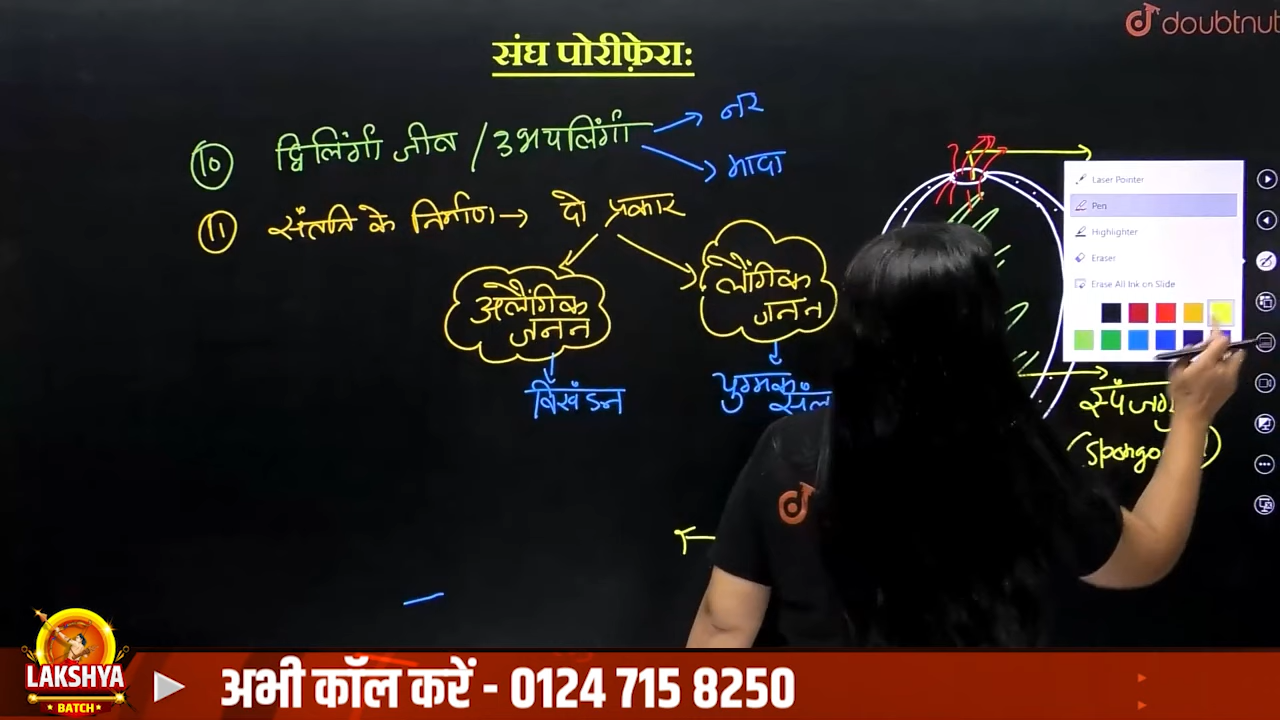 doubtnut
संघ पोरीफ़ेरा:
10 द्विलिंगी जीव / उभयलिंगी → नर
→ मादा
11 संतति के निर्माण → दो प्रकार
अलैंगिक जनन
लैंगिक जनन
विखंडन
युग्मक
Laser Pointer
Pen
Highlighter
Eraser
Erase All Ink on Slide
LAKSHYA
BATCH
अभी कॉल करें - 0124 715 8250